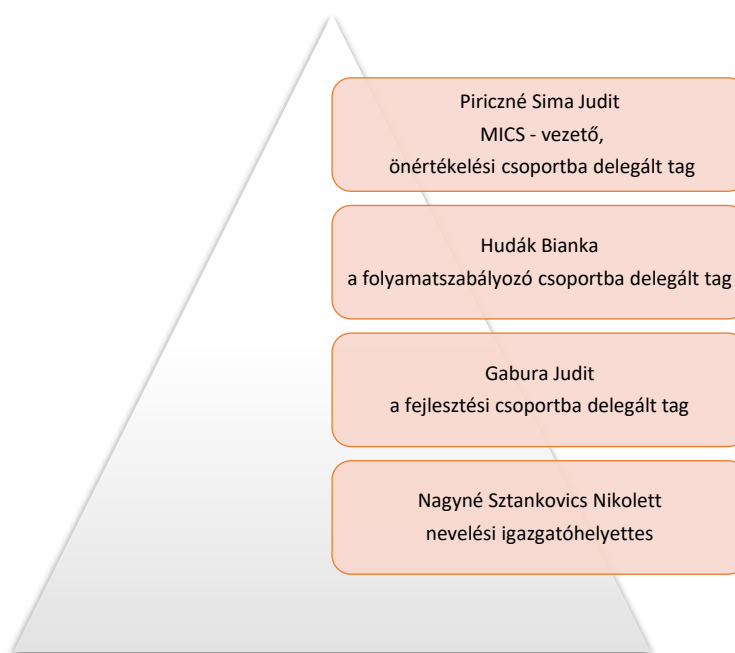 Piriczné Sima Judit
MICS - vezető,
önértékelési csoportba delegált tag
Hudák Bianka
a folyamatszabályozó csoportba delegált tag
Gabura Judit
a fejlesztési csoportba delegált tag
Nagyné Sztankovics Nikolett
nevelési igazgatóhelyettes